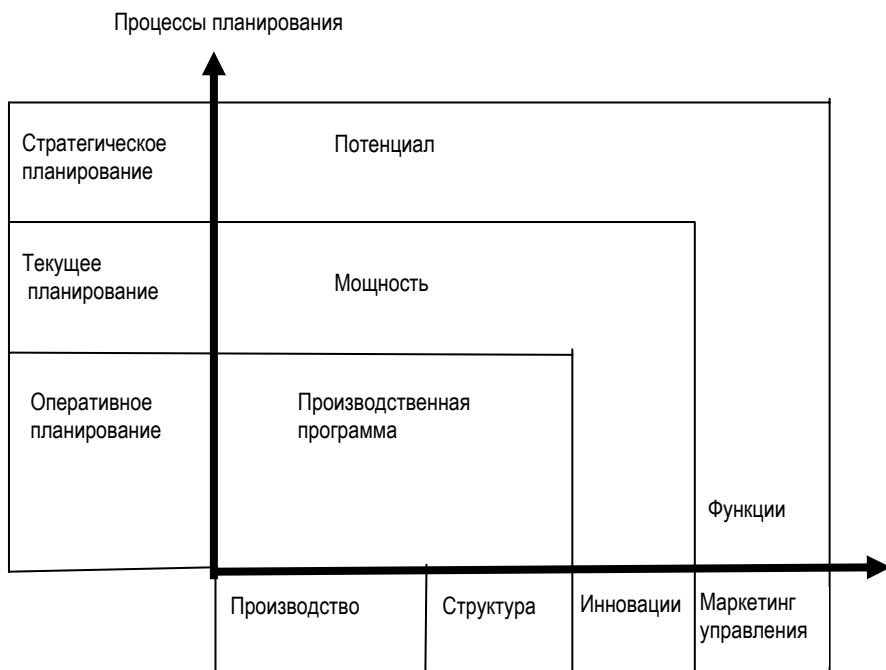 Процессы планирования
Стратегическое
планирование
Потенциал
Текущее
планирование
Мощность
Оперативное
планирование
Производственная
программа
Функции
Производство
Структура
Инновации
Маркетинг
управления